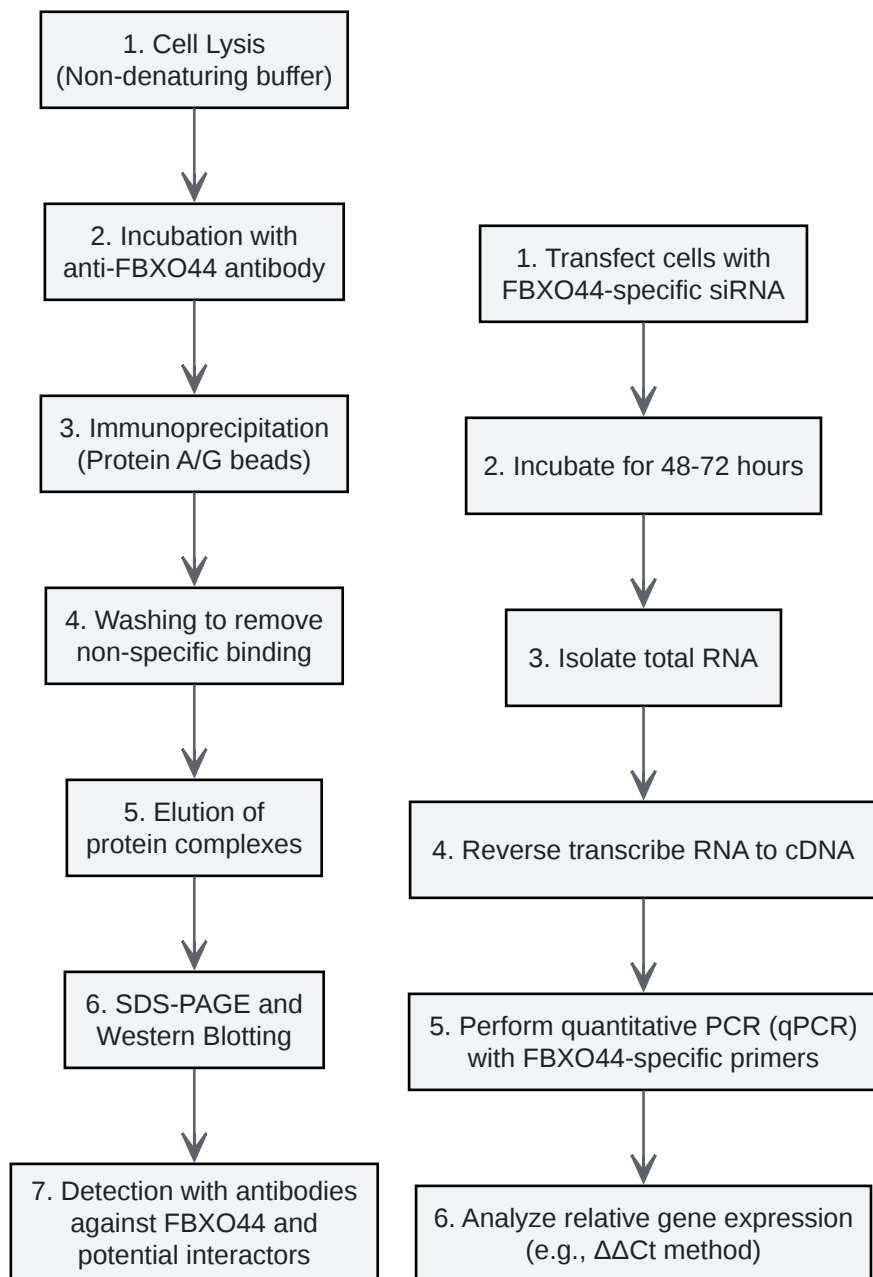 1. Cell Lysis
(Non-denaturing buffer)
2. Incubation with
anti-FBXO44 antibody
3. Immunoprecipitation
(Protein A/G beads)
4. Washing to remove
non-specific binding
5. Elution of
protein complexes
6. SDS-PAGE and
Western Blotting
7. Detection with antibodies
against FBXO44 and
potential interactors
1. Transfect cells with
FBXO44-specific siRNA
2. Incubate for 48-72 hours
3. Isolate total RNA
4. Reverse transcribe RNA to cDNA
5. Perform quantitative PCR (qPCR)
with FBXO44-specific primers
6. Analyze relative gene expression
(e.g., ΔΔCt method)